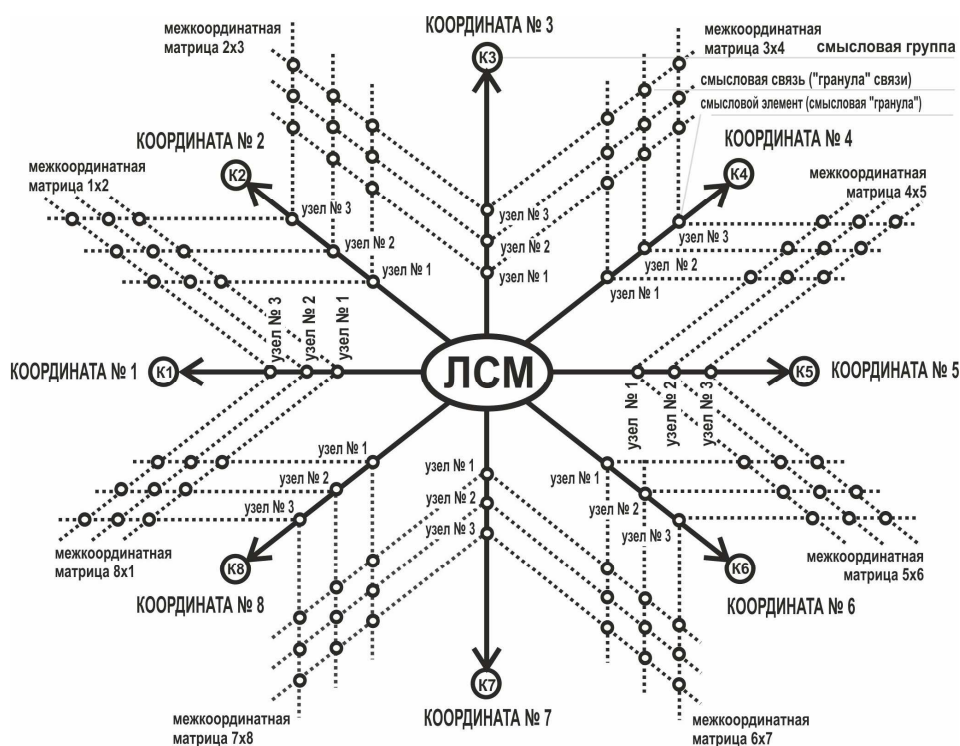 КООРДИНАТА № 3
межкоординатная
матрица 2х3
межкоординатная
матрица 3х4
К3
смысловая группа
смысловая связь ("гранула" связи)
смысловой элемент (смысловая "гранула")
КООРДИНАТА № 2
К2
КООРДИНАТА № 4
К4
межкоординатная
матрица 1х2
межкоординатная
матрица 4х5
узел № 3
узел № 2
узел № 1
узел № 3
узел № 2
узел № 1
узел № 3
узел № 2
узел № 1
узел № 3
узел № 2
узел № 1
КООРДИНАТА № 1
К1
ЛСМ
К5
КООРДИНАТА № 5
узел № 1
узел № 2
узел № 3
узел № 1
узел № 2
узел № 3
узел № 1
узел № 2
узел № 3
узел № 1
узел № 2
узел № 3
межкоординатная
матрица 8х1
межкоординатная
матрица 5х6
К8
КООРДИНАТА № 8
К6
КООРДИНАТА № 6
К7
КООРДИНАТА № 7
межкоординатная
матрица 7х8
межкоординатная
матрица 6х7